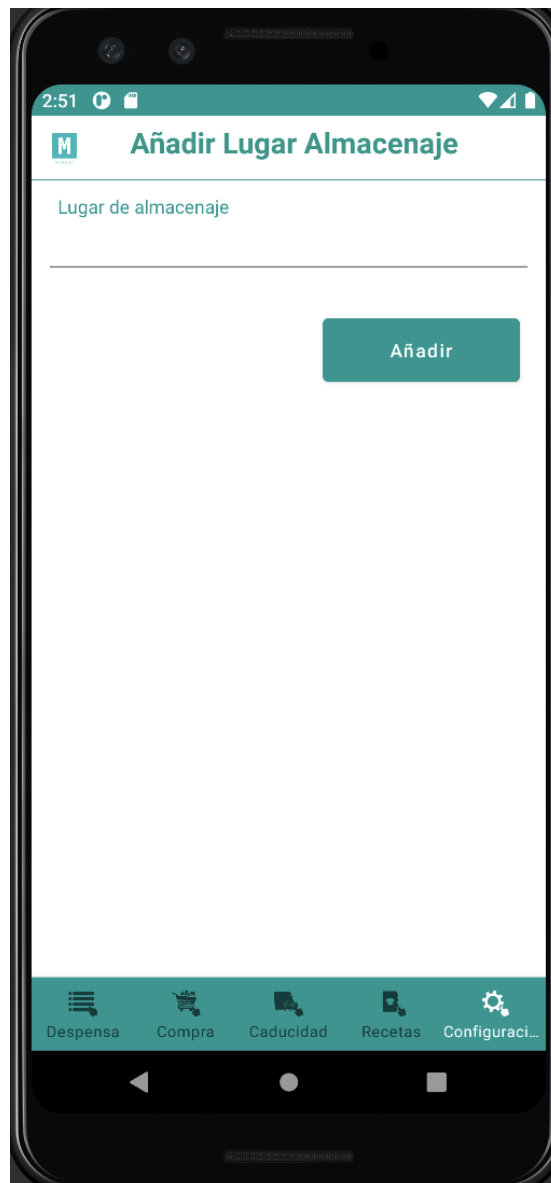 2:51
M
Añadir Lugar Almacenaje
Lugar de almacenaje
Añadir
Despensa
Compra
Caducidad
Recetas
Configuraci...